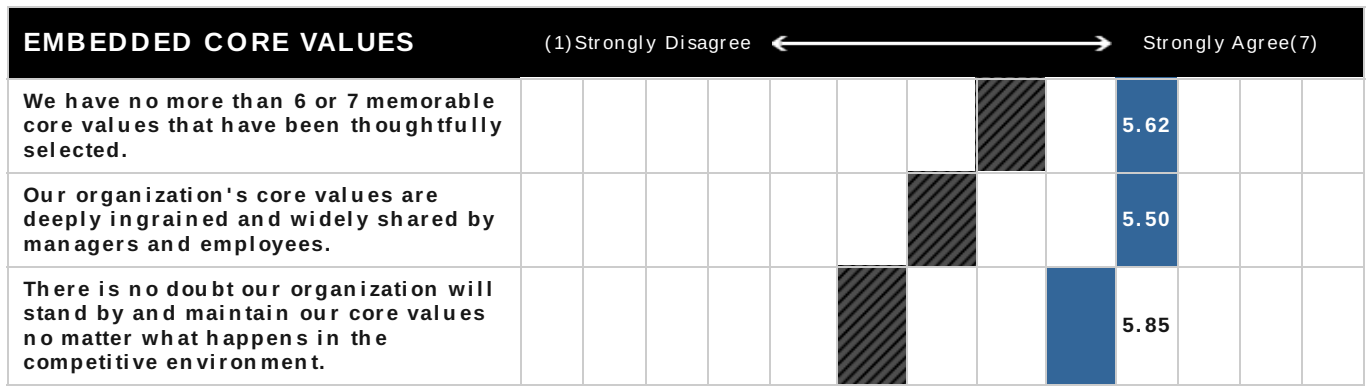 EMBEDDED CORE VALUES
(1)Strongly Disagree
Strongly Agree(7)
We have no more than 6 or 7 memorable
core values that have been thoughtfully
selected.
5.62
Our organization's core values are
deeply ingrained and widely shared by
managers and employees.
5.50
There is no doubt our organization will
stand by and maintain our core values
no matter what happens in the
competitive environment.
5.85